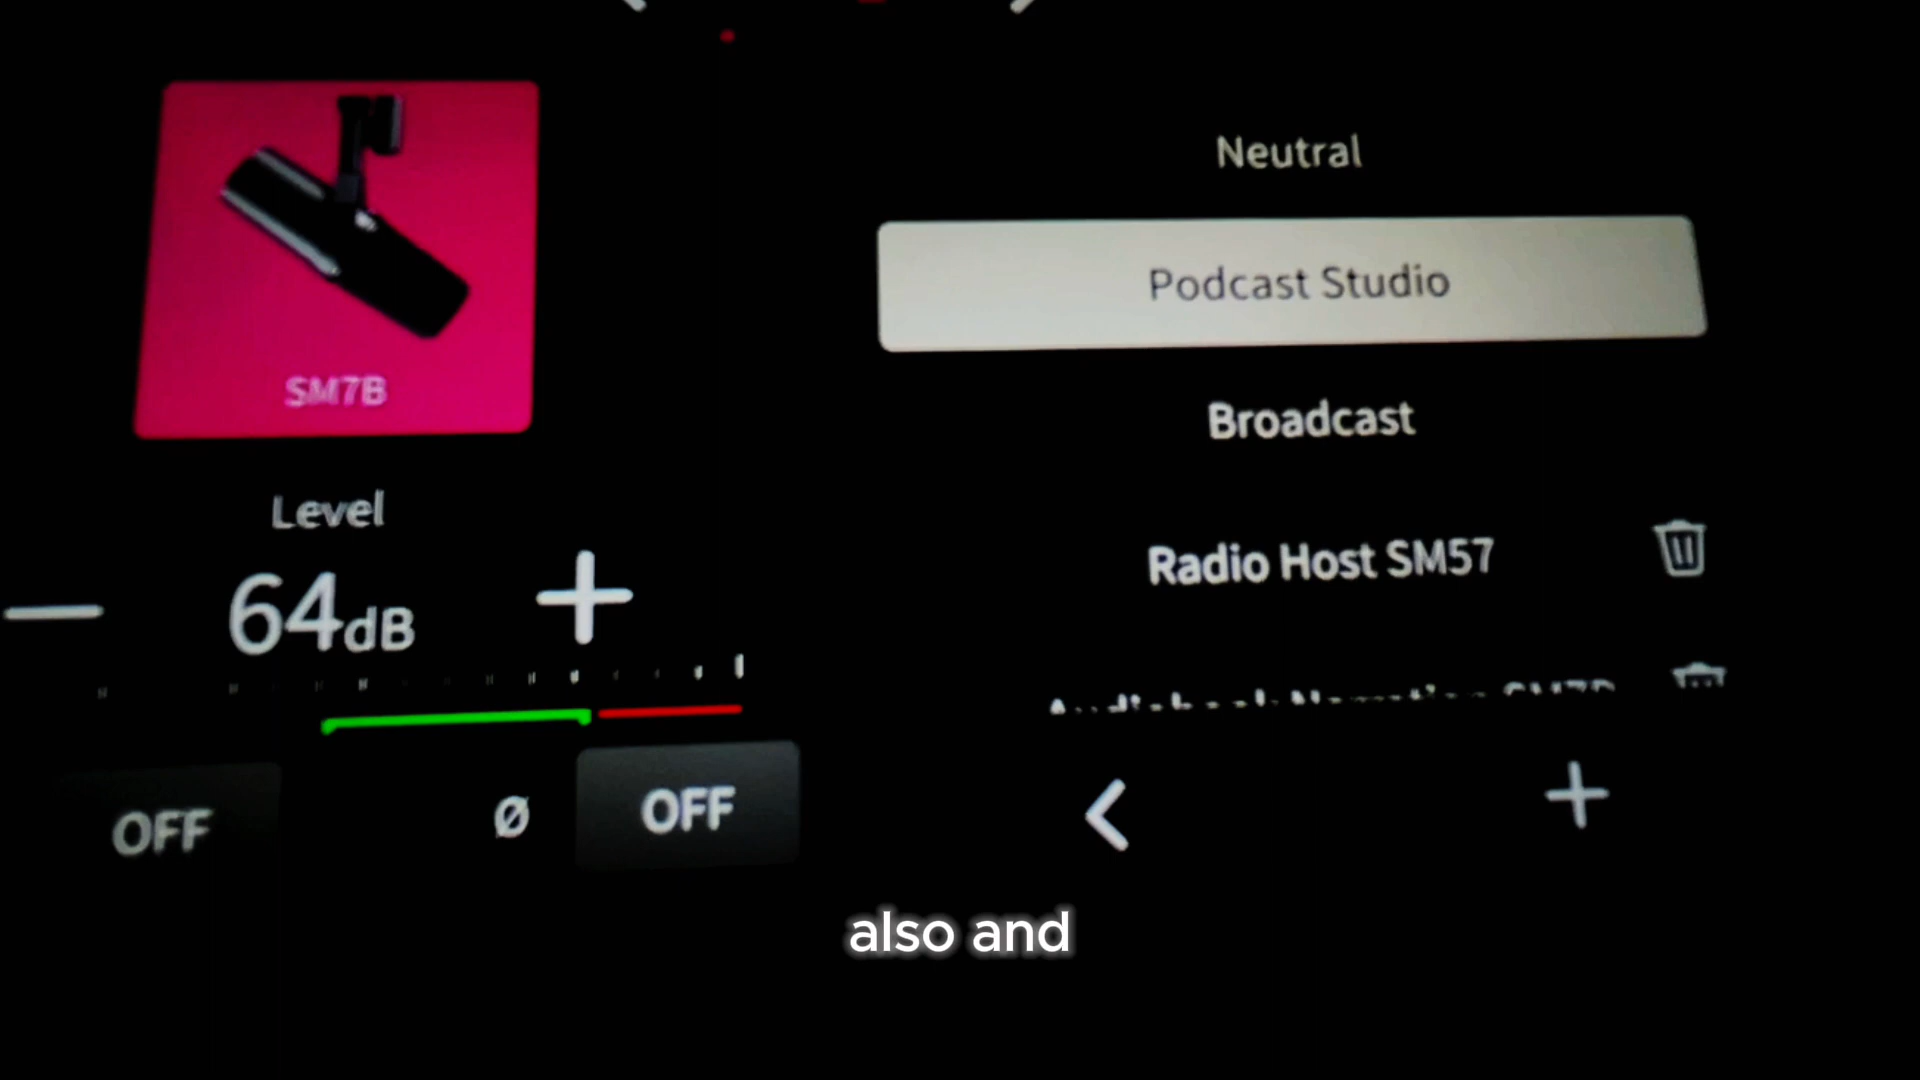 SM7B
Level
64dB
OFF
Ø
OFF
Neutral
Podcast Studio
Broadcast
Radio Host SM57
also and